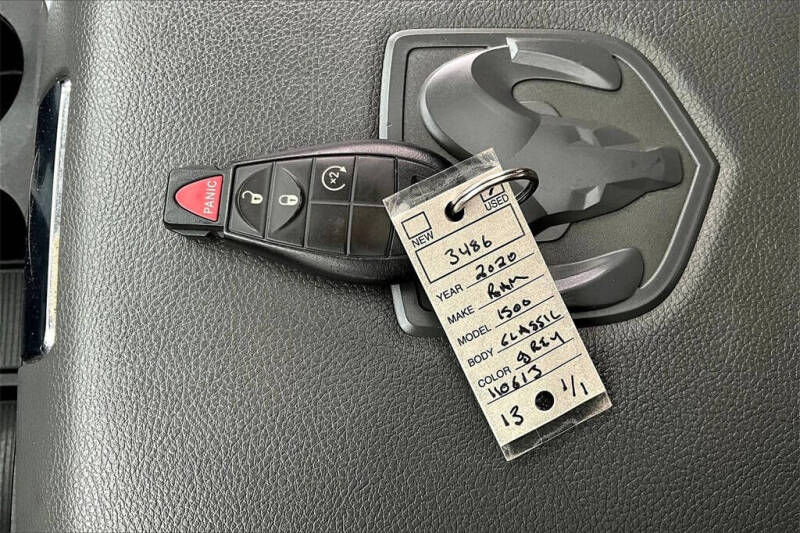 PANIC
x2
NEW
USED
3486
YEAR 2020
MAKE RAM
MODEL 1500
BODY CLASSIC
COLOR GREY
110613
13 1/1